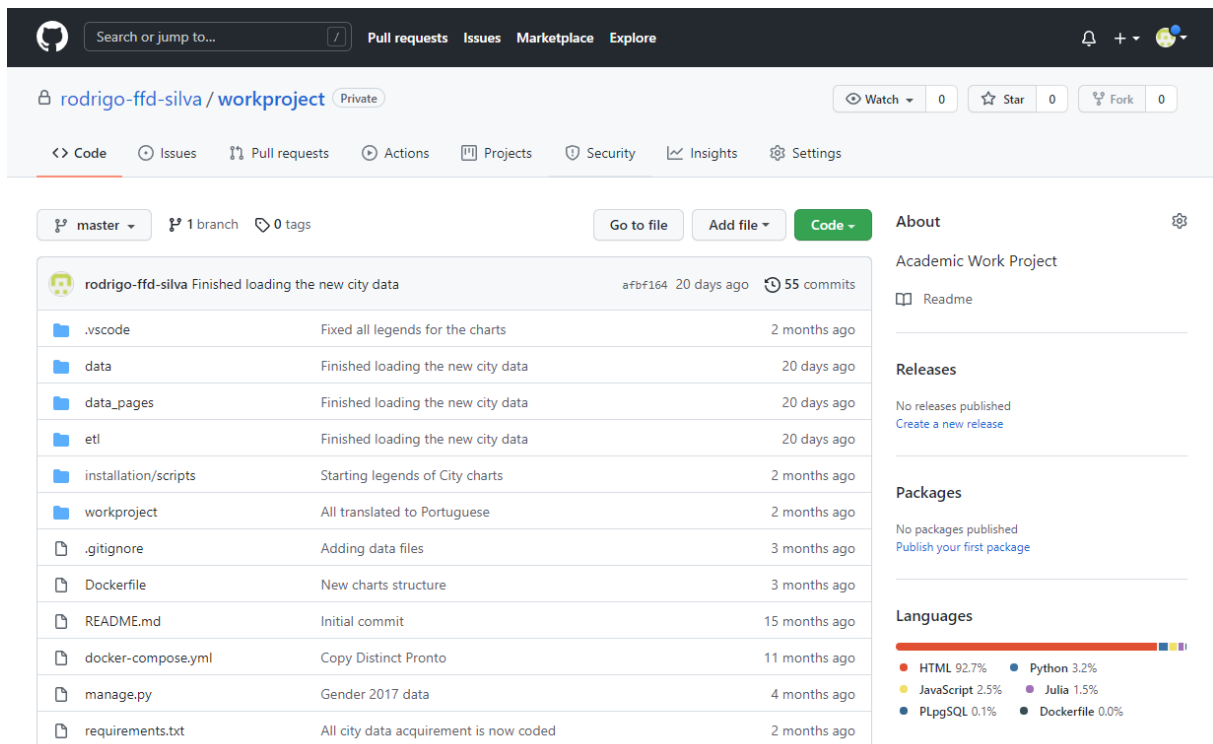 Search or jump to... /
Pull requests Issues Marketplace Explore
rodrigo-ffd-silva / workproject Private
Watch 0 Star 0 Fork 0
Code Issues Pull requests Actions Projects Security Insights Settings
master 1 branch 0 tags Go to file Add file Code
rodrigo-ffd-silva Finished loading the new city data afbf164 20 days ago 55 commits
.vscode Fixed all legends for the charts 2 months ago
data Finished loading the new city data 20 days ago
data_pages Finished loading the new city data 20 days ago
etl Finished loading the new city data 20 days ago
installation/scripts Starting legends of City charts 2 months ago
workproject All translated to Portuguese 2 months ago
.gitignore Adding data files 3 months ago
Dockerfile New charts structure 3 months ago
README.md Initial commit 15 months ago
docker-compose.yml Copy Distinct Pronto 11 months ago
manage.py Gender 2017 data 4 months ago
requirements.txt All city data acquirement is now coded 2 months ago
About
Academic Work Project
Readme
Releases
No releases published
Create a new release
Packages
No packages published
Publish your first package
Languages
HTML 92.7% Python 3.2%
JavaScript 2.5% Julia 1.5%
PLpgSQL 0.1% Dockerfile 0.0%